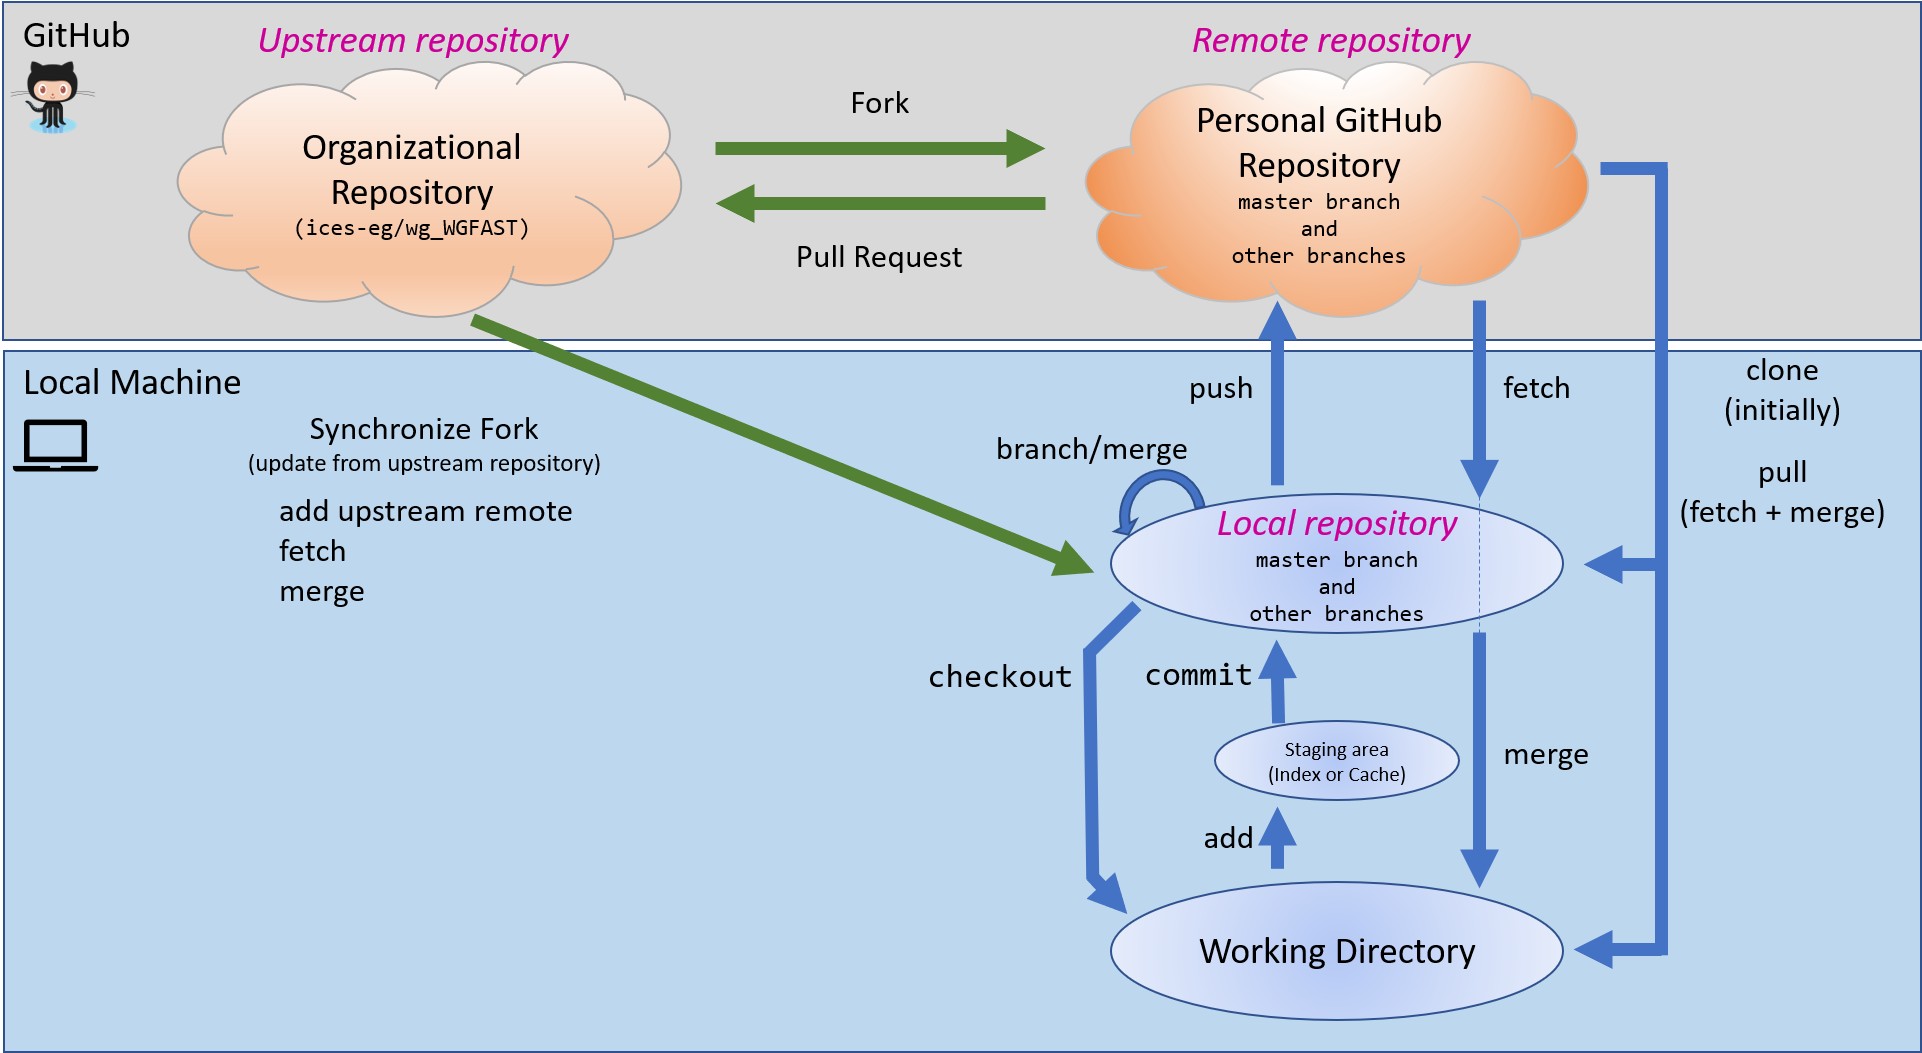 GitHub
Upstream repository
Remote repository
Organizational
Repository
(ices-eg/wg_WGFAST)
Fork
Pull Request
Personal GitHub
Repository
master branch
and
other branches
Local Machine
Synchronize Fork
(update from upstream repository)
add upstream remote
fetch
merge
push
fetch
clone
(initially)
pull
(fetch + merge)
branch/merge
Local repository
master branch
and
other branches
checkout
commit
Staging area
(Index or Cache)
merge
add
Working Directory